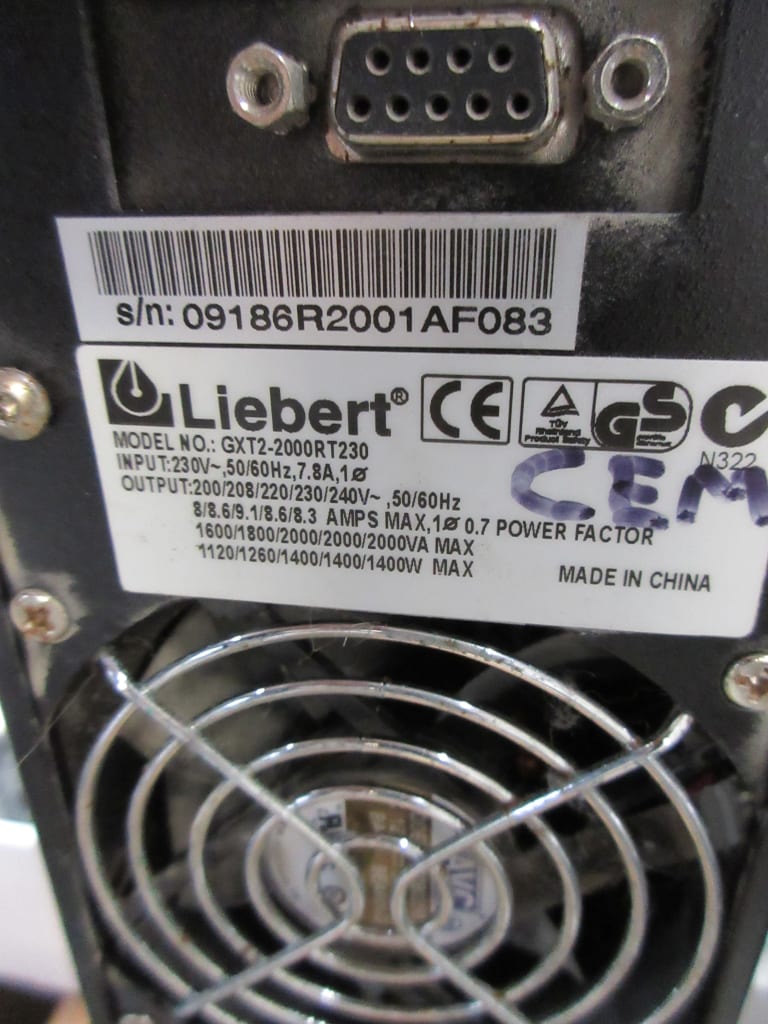 s/n: 09186R2001AF083
Liebert®
CE
TÜV
Rheinland
Product Safety
GS
N322
MODEL NO.: GXT2-2000RT230
INPUT:230V~,50/60Hz,7.8A,1ø
OUTPUT:200/208/220/230/240V~ ,50/60Hz
8/8.6/9.1/8.6/8.3 AMPS MAX,1ø 0.7 POWER FACTOR
1600/1800/2000/2000/2000VA MAX
1120/1260/1400/1400/1400W MAX
MADE IN CHINA
CEM
AVC